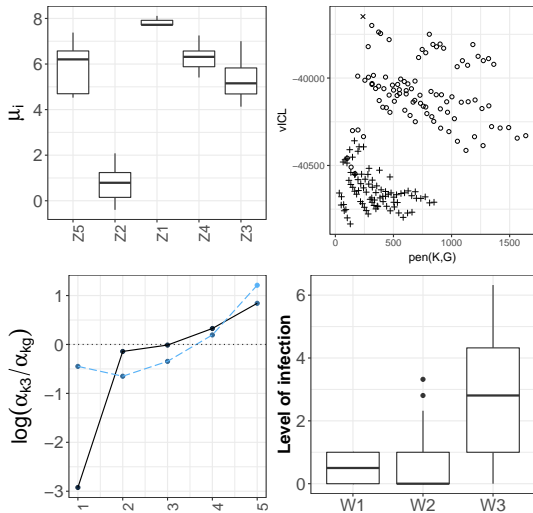 8
6
4
2
0
μi
Z5 Z2 Z1 Z4 Z3
−40000
−40500
vICL
0 500 1000 1500
pen(K,G)
1
0
−1
−2
−3
log(αk3/αkg)
1 2 3 4 5
6
4
2
0
Level of infection
W1 W2 W3